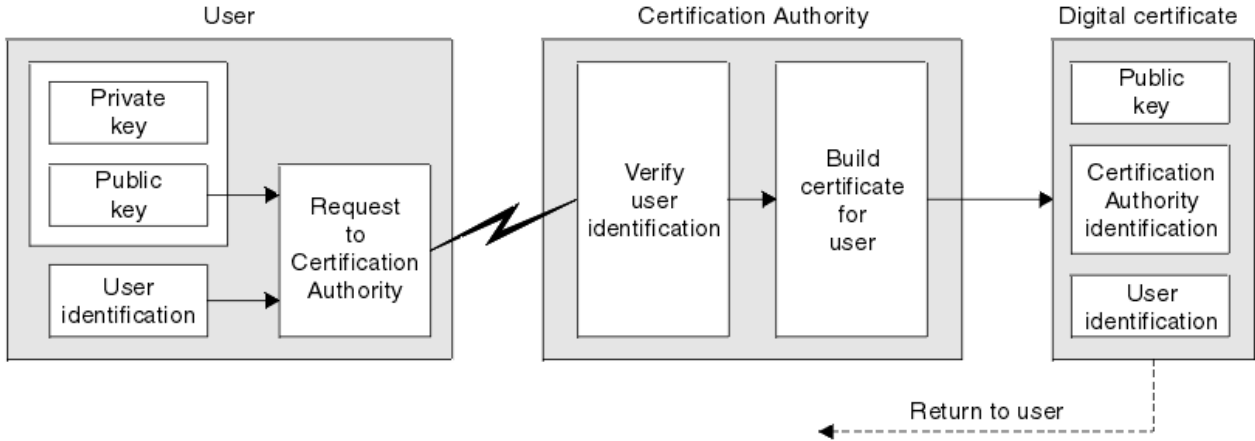 User
Certification Authority
Digital certificate
Private
key
Public
key
User
identification
Request
to
Certification
Authority
Verify
user
identification
Build
certificate
for
user
Public
key
Certification
Authority
identification
User
identification
Return to user